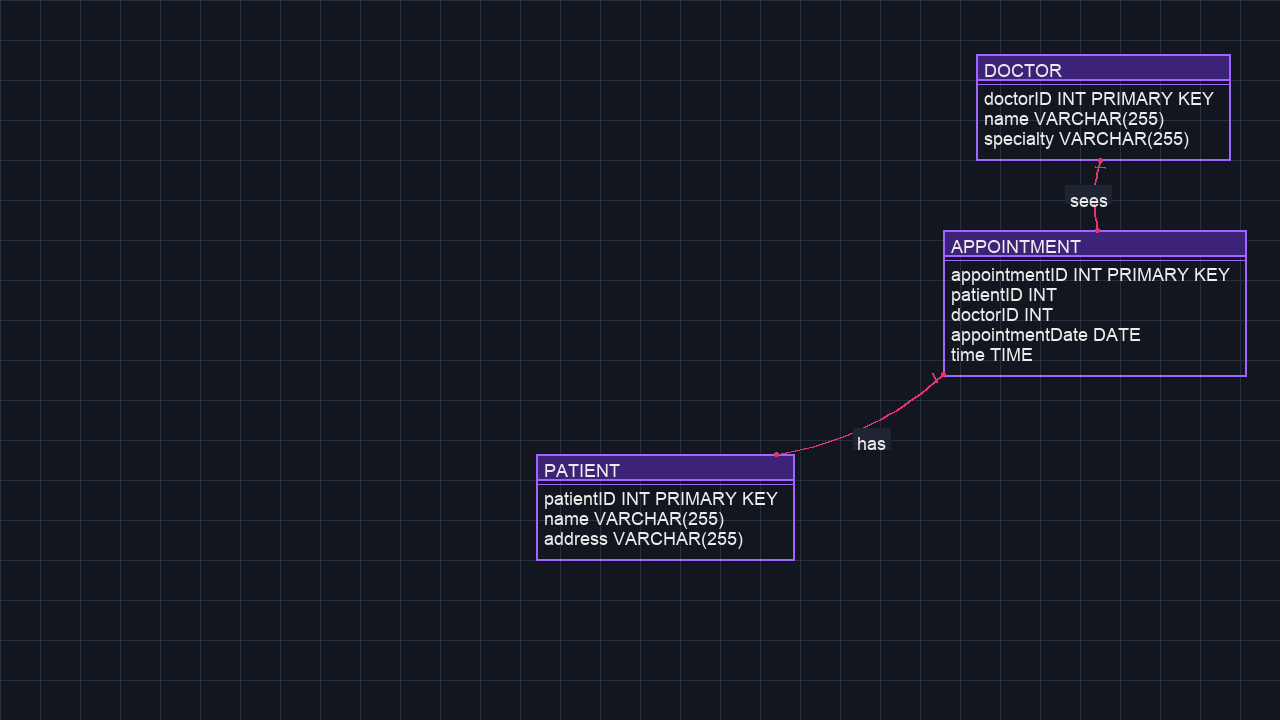 DOCTOR
doctorID INT PRIMARY KEY
name VARCHAR(255)
specialty VARCHAR(255)
sees
APPOINTMENT
appointmentID INT PRIMARY KEY
patientID INT
doctorID INT
appointmentDate DATE
time TIME
has
PATIENT
patientID INT PRIMARY KEY
name VARCHAR(255)
address VARCHAR(255)